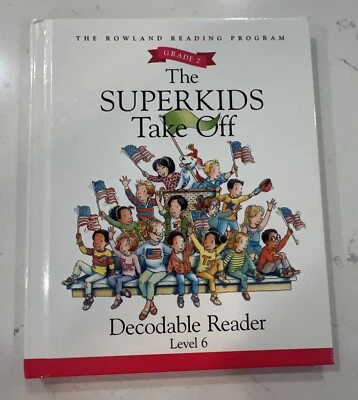 THE ROWLAND READING PROGRAM
GRADE 2
The
SUPERKIDS
Take Off
Decodable Reader
Level 6